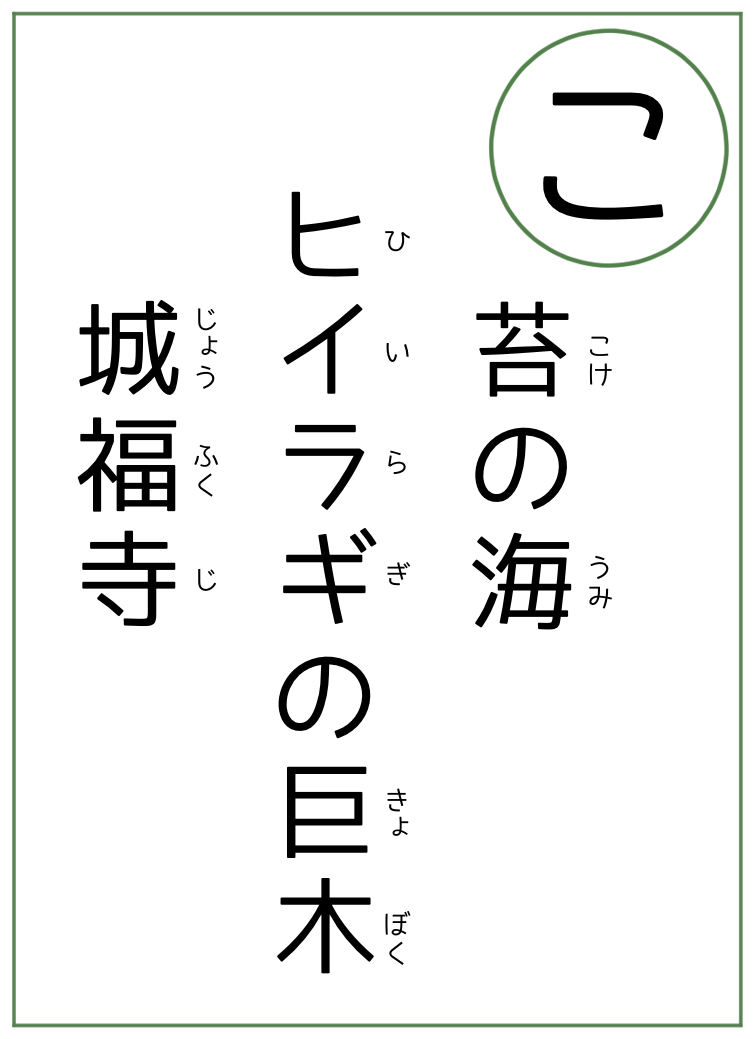 こ
苔の海
こけ うみ
ヒイラギの巨木
ひいらぎ きょぼく
城福寺
じょうふくじ